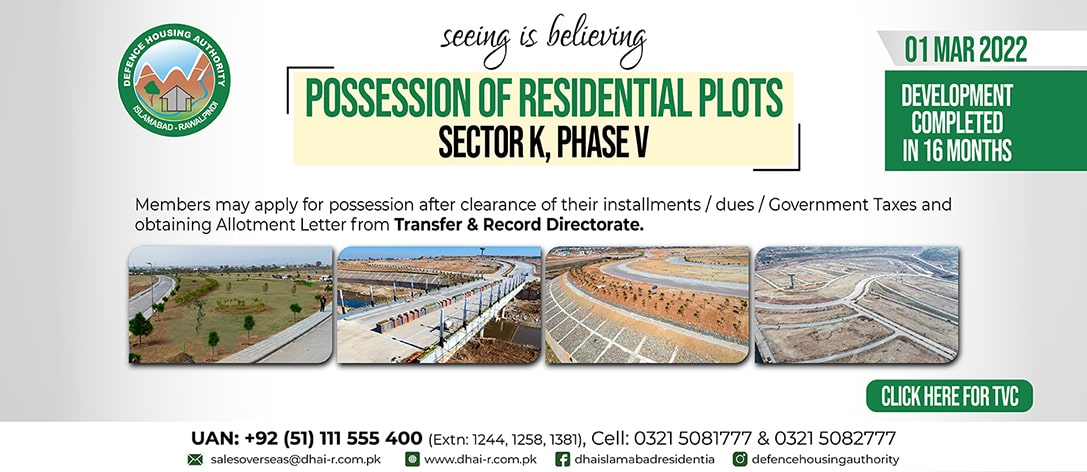 DEFENCE HOUSING AUTHORITY
ISLAMABAD - RAWALPINDI
seeing is believing
POSSESSION OF RESIDENTIAL PLOTS
SECTOR K, PHASE V
01 MAR 2022
DEVELOPMENT
COMPLETED
IN 16 MONTHS
Members may apply for possession after clearance of their installments / dues / Government Taxes and
obtaining Allotment Letter from Transfer & Record Directorate.
CLICK HERE FOR TVC
UAN: +92 (51) 111 555 400 (Extn: 1244, 1258, 1381), Cell: 0321 5081777 & 0321 5082777
salesoverseas@dhai-r.com.pk www.dhai-r.com.pk dhaislamabadresidentia defencehousingauthority